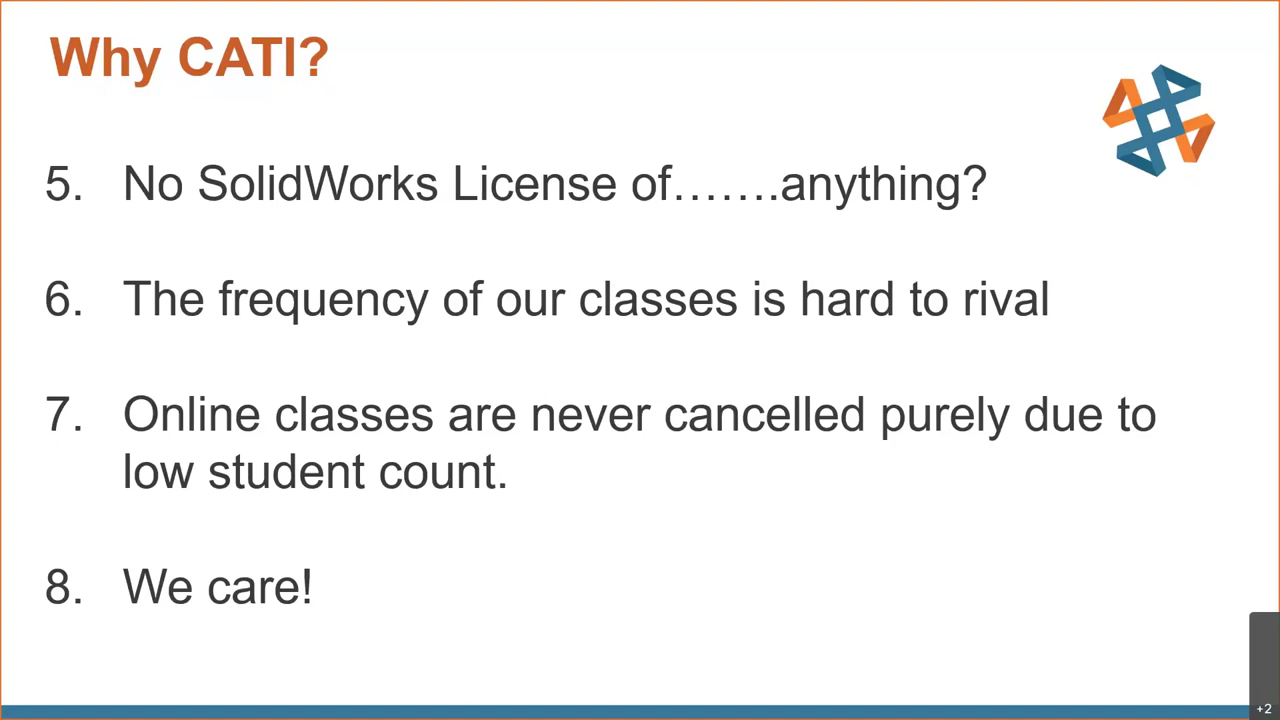 Why CATI?
5. No SolidWorks License of…….anything?
6. The frequency of our classes is hard to rival
7. Online classes are never cancelled purely due to
low student count.
8. We care!
+2